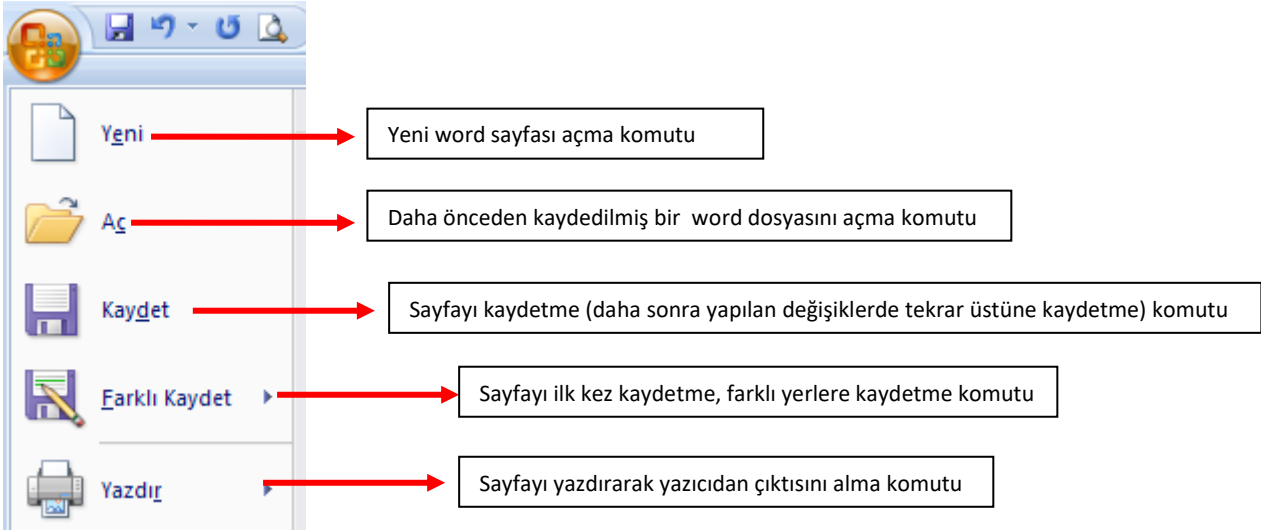 Yeni
Yeni word sayfası açma komutu
Aç
Daha önceden kaydedilmiş bir word dosyasını açma komutu
Kaydet
Sayfayı kaydetme (daha sonra yapılan değişiklerde tekrar üstüne kaydetme) komutu
Farklı Kaydet
Sayfayı ilk kez kaydetme, farklı yerlere kaydetme komutu
Yazdır
Sayfayı yazdırarak yazıcıdan çıktısını alma komutu